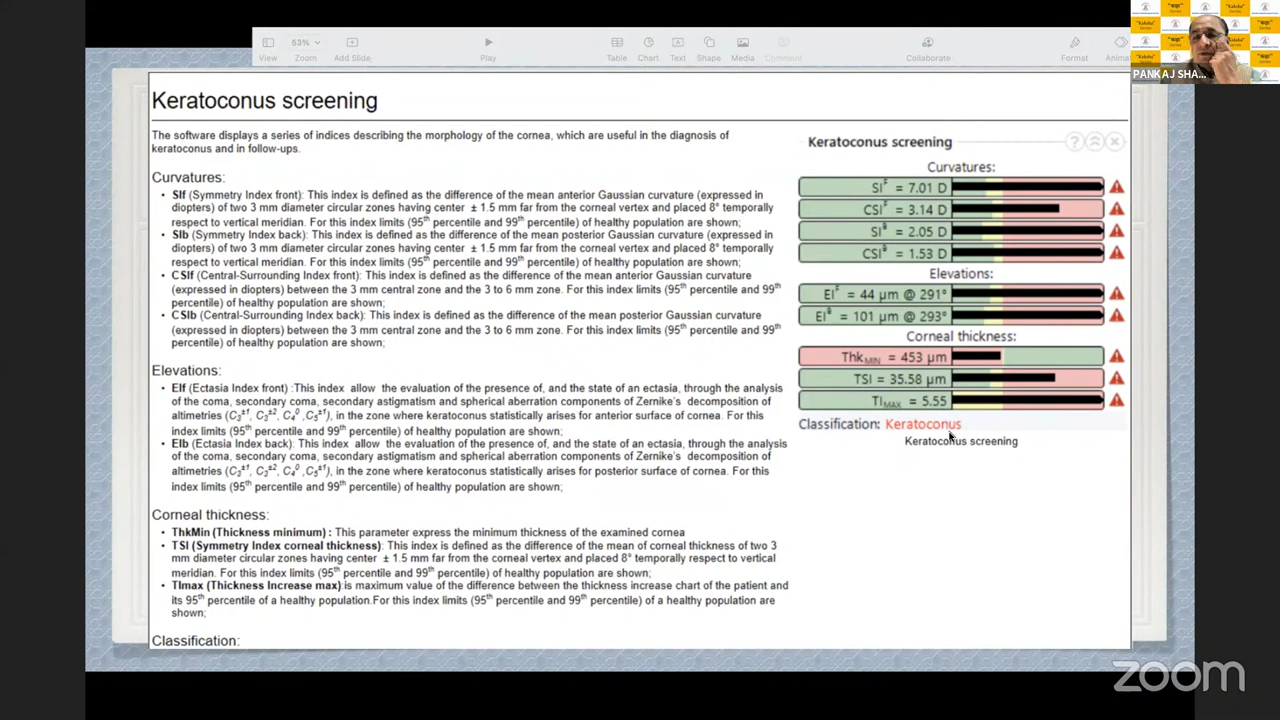 View
53%
Zoom
Add Slide
Play
Table
Chart
Text
Shape
Media
Comment
Collaborate
Format
Anima
PANKAJ SHA...
Keratoconus screening
The software displays a series of indices describing the morphology of the cornea, which are useful in the diagnosis of
keratoconus and in follow-ups.
Curvatures:
• SIf (Symmetry Index front): This index is defined as the difference of the mean anterior Gaussian curvature (expressed in
diopters) of two 3 mm diameter circular zones having center ± 1.5 mm far from the corneal vertex and placed 8° temporally
respect to vertical meridian. For this index limits (95th percentile and 99th percentile) of healthy population are shown;
• SIb (Symmetry Index back): This index is defined as the difference of the mean posterior Gaussian curvature (expressed in
diopters) of two 3 mm diameter circular zones having center ± 1.5 mm far from the corneal vertex and placed 8° temporally
respect to vertical meridian. For this index limits (95th percentile and 99th percentile) of healthy population are shown;
• CSIf (Central-Surrounding Index front): This index is defined as the difference of the mean anterior Gaussian curvature
(expressed in diopters) between the 3 mm central zone and the 3 to 6 mm zone. For this index limits (95th percentile and 99th
percentile) of healthy population are shown;
• CSIb (Central-Surrounding Index back): This index is defined as the difference of the mean posterior Gaussian curvature
(expressed in diopters) between the 3 mm central zone and the 3 to 6 mm zone. For this index limits (95th percentile and 99th
percentile) of healthy population are shown;
Elevations:
• EIf (Ectasia Index front) :This index allow the evaluation of the presence of, and the state of an ectasia, through the analysis
of the coma, secondary coma, secondary astigmatism and spherical aberration components of Zernike's decomposition of
altimetries (C3±1, C3±2, C4 0, C5±1), in the zone where keratoconus statistically arises for anterior surface of cornea. For this
index limits (95th percentile and 99th percentile) of healthy population are shown;
• EIb (Ectasia Index back): This index allow the evaluation of the presence of, and the state of an ectasia, through the analysis
of the coma, secondary coma, secondary astigmatism and spherical aberration components of Zernike's decomposition of
altimetries (C3±1, C3±2, C4 0, C5±1), in the zone where keratoconus statistically arises for posterior surface of cornea. For this
index limits (95th percentile and 99th percentile) of healthy population are shown;
Corneal thickness:
• ThkMin (Thickness minimum) : This parameter express the minimum thickness of the examined cornea
• TSI (Symmetry Index corneal thickness): This index is defined as the difference of the mean of corneal thickness of two 3
mm diameter circular zones having center ± 1.5 mm far from the corneal vertex and placed 8° temporally respect to vertical
meridian. For this index limits (95th percentile and 99th percentile) of healthy population are shown;
• TImax (Thickness Increase max) is maximum value of the difference between the thickness increase chart of the patient and
its 95th percentile of a healthy population.For this index limits (95th percentile and 99th percentile) of a healthy population are
shown;
Classification:
Keratoconus screening
Curvatures:
SIF = 7.01 D
CSIF = 3.14 D
SIB = 2.05 D
CSIB = 1.53 D
Elevations:
EIF = 44 µm @ 291°
EIB = 101 µm @ 293°
Corneal thickness:
ThkMIN = 453 µm
TSI = 35.58 µm
TIMAX = 5.55
Classification: Keratoconus
Keratoconus screening
zoom